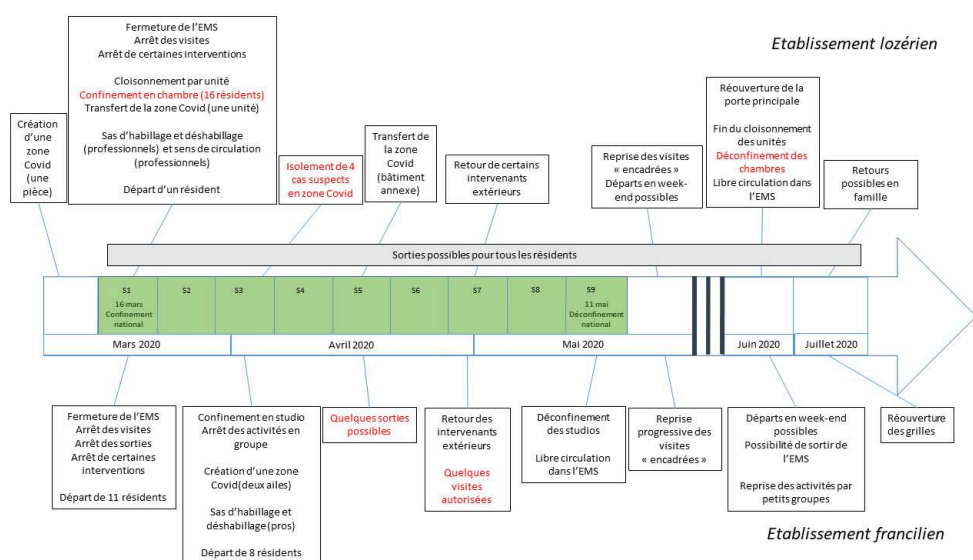 Etablissement lozérien
Création
d'une
zone
Covid
(une
pièce)
Fermeture de l'EMS
Arrêt des visites
Arrêt de certaines interventions
Cloisonnement par unité
Confinement en chambre (16 résidents)
Transfert de la zone Covid (une unité)
Sas d'habillage et déshabillage
(professionnels) et sens de circulation
(professionnels)
Départ d'un résident
Isolement de 4
cas suspects
en zone Covid
Transfert de
la zone
Covid
(bâtiment
annexe)
Retour de certains
intervenants
extérieurs
Reprise des visites
« encadrées »
Départs en week-
end possibles
Réouverture de la
porte principale
Fin du cloisonnement
des unités
Déconfinement des
chambres
Libre circulation dans
l'EMS
Retours
possibles en
famille
Sorties possibles pour tous les résidents
S1
16 mars
Confinement
national
S2
S3
S4
S5
S6
S7
S8
S9
11 mai
Déconfinement
national
Mars 2020
Avril 2020
Mai 2020
Juin 2020
Juillet 2020
Fermeture de l'EMS
Arrêt des visites
Arrêt des sorties
Arrêt de certaines
interventions
Départ de 11 résidents
Confinement en studio
Arrêt des activités en
groupe
Création d'une zone
Covid(deux ailes)
Sas d'habillage et
déshabillage (pros)
Départ de 8 résidents
Quelques sorties
possibles
Retour des
intervenants
extérieurs
Quelques
visites
autorisées
Déconfinement
des studios
Libre circulation
dans l'EMS
Reprise
progressive des
visites
« encadrées »
Départs en week-end
possibles
Possibilité de sortir de
l'EMS
Reprise des activités par
petits groupes
Réouverture
des grilles
Etablissement francilien